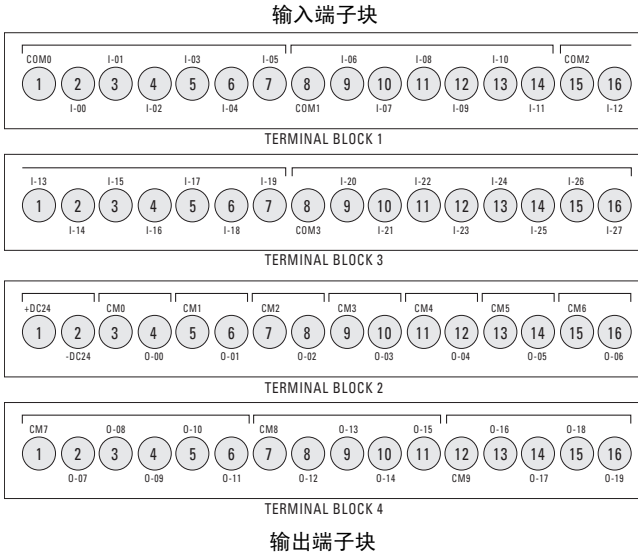 输入端子块
COM0 I-01 I-03 I-05 I-06 I-08 I-10 COM2
1 2 3 4 5 6 7 8 9 10 11 12 13 14 15 16
I-00 I-02 I-04 COM1 I-07 I-09 I-11 I-12
TERMINAL BLOCK 1
I-13 I-15 I-17 I-19 I-20 I-22 I-24 I-26
1 2 3 4 5 6 7 8 9 10 11 12 13 14 15 16
I-14 I-16 I-18 COM3 I-21 I-23 I-25 I-27
TERMINAL BLOCK 3
+DC24 CM0 CM1 CM2 CM3 CM4 CM5 CM6
1 2 3 4 5 6 7 8 9 10 11 12 13 14 15 16
-DC24 O-00 O-01 O-02 O-03 O-04 O-05 O-06
TERMINAL BLOCK 2
CM7 O-08 O-10 CM8 O-13 O-15 O-16 O-18
1 2 3 4 5 6 7 8 9 10 11 12 13 14 15 16
O-07 O-09 O-11 O-12 O-14 CM9 O-17 O-19
TERMINAL BLOCK 4
输出端子块